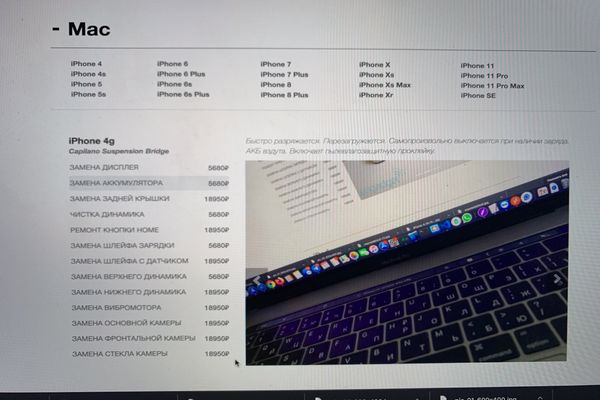 - Mac
iPhone 4
iPhone 4s
iPhone 5
iPhone 5s
iPhone 6
iPhone 6 Plus
iPhone 6s
iPhone 6s Plus
iPhone 7
iPhone 7 Plus
iPhone 8
iPhone 8 Plus
iPhone X
iPhone Xs
iPhone Xs Max
iPhone Xr
iPhone 11
iPhone 11 Pro
iPhone 11 Pro Max
iPhone SE
iPhone 4g
Capilano Suspension Bridge
ЗАМЕНА ДИСПЛЕЯ 5680₽
ЗАМЕНА АККУМУЛЯТОРА 5680₽
ЗАМЕНА ЗАДНЕЙ КРЫШКИ 18950₽
ЧИСТКА ДИНАМИКА 5680₽
РЕМОНТ КНОПКИ HOME 18950₽
ЗАМЕНА ШЛЕЙФА ЗАРЯДКИ 5680₽
ЗАМЕНА ШЛЕЙФА С ДАТЧИКОМ 18950₽
ЗАМЕНА ВЕРХНЕГО ДИНАМИКА 5680₽
ЗАМЕНА НИЖНЕГО ДИНАМИКА 18950₽
ЗАМЕНА ВИБРОМОТОРА 18950₽
ЗАМЕНА ОСНОВНОЙ КАМЕРЫ 18950₽
ЗАМЕНА ФРОНТАЛЬНОЙ КАМЕРЫ 18950₽
ЗАМЕНА СТЕКЛА КАМЕРЫ 18950₽
Быстро разряжается. Перезагружается. Самопроизвольно выключается при наличии заряда.
АКБ вздута. Включает пылевлагозащитную проклейку.